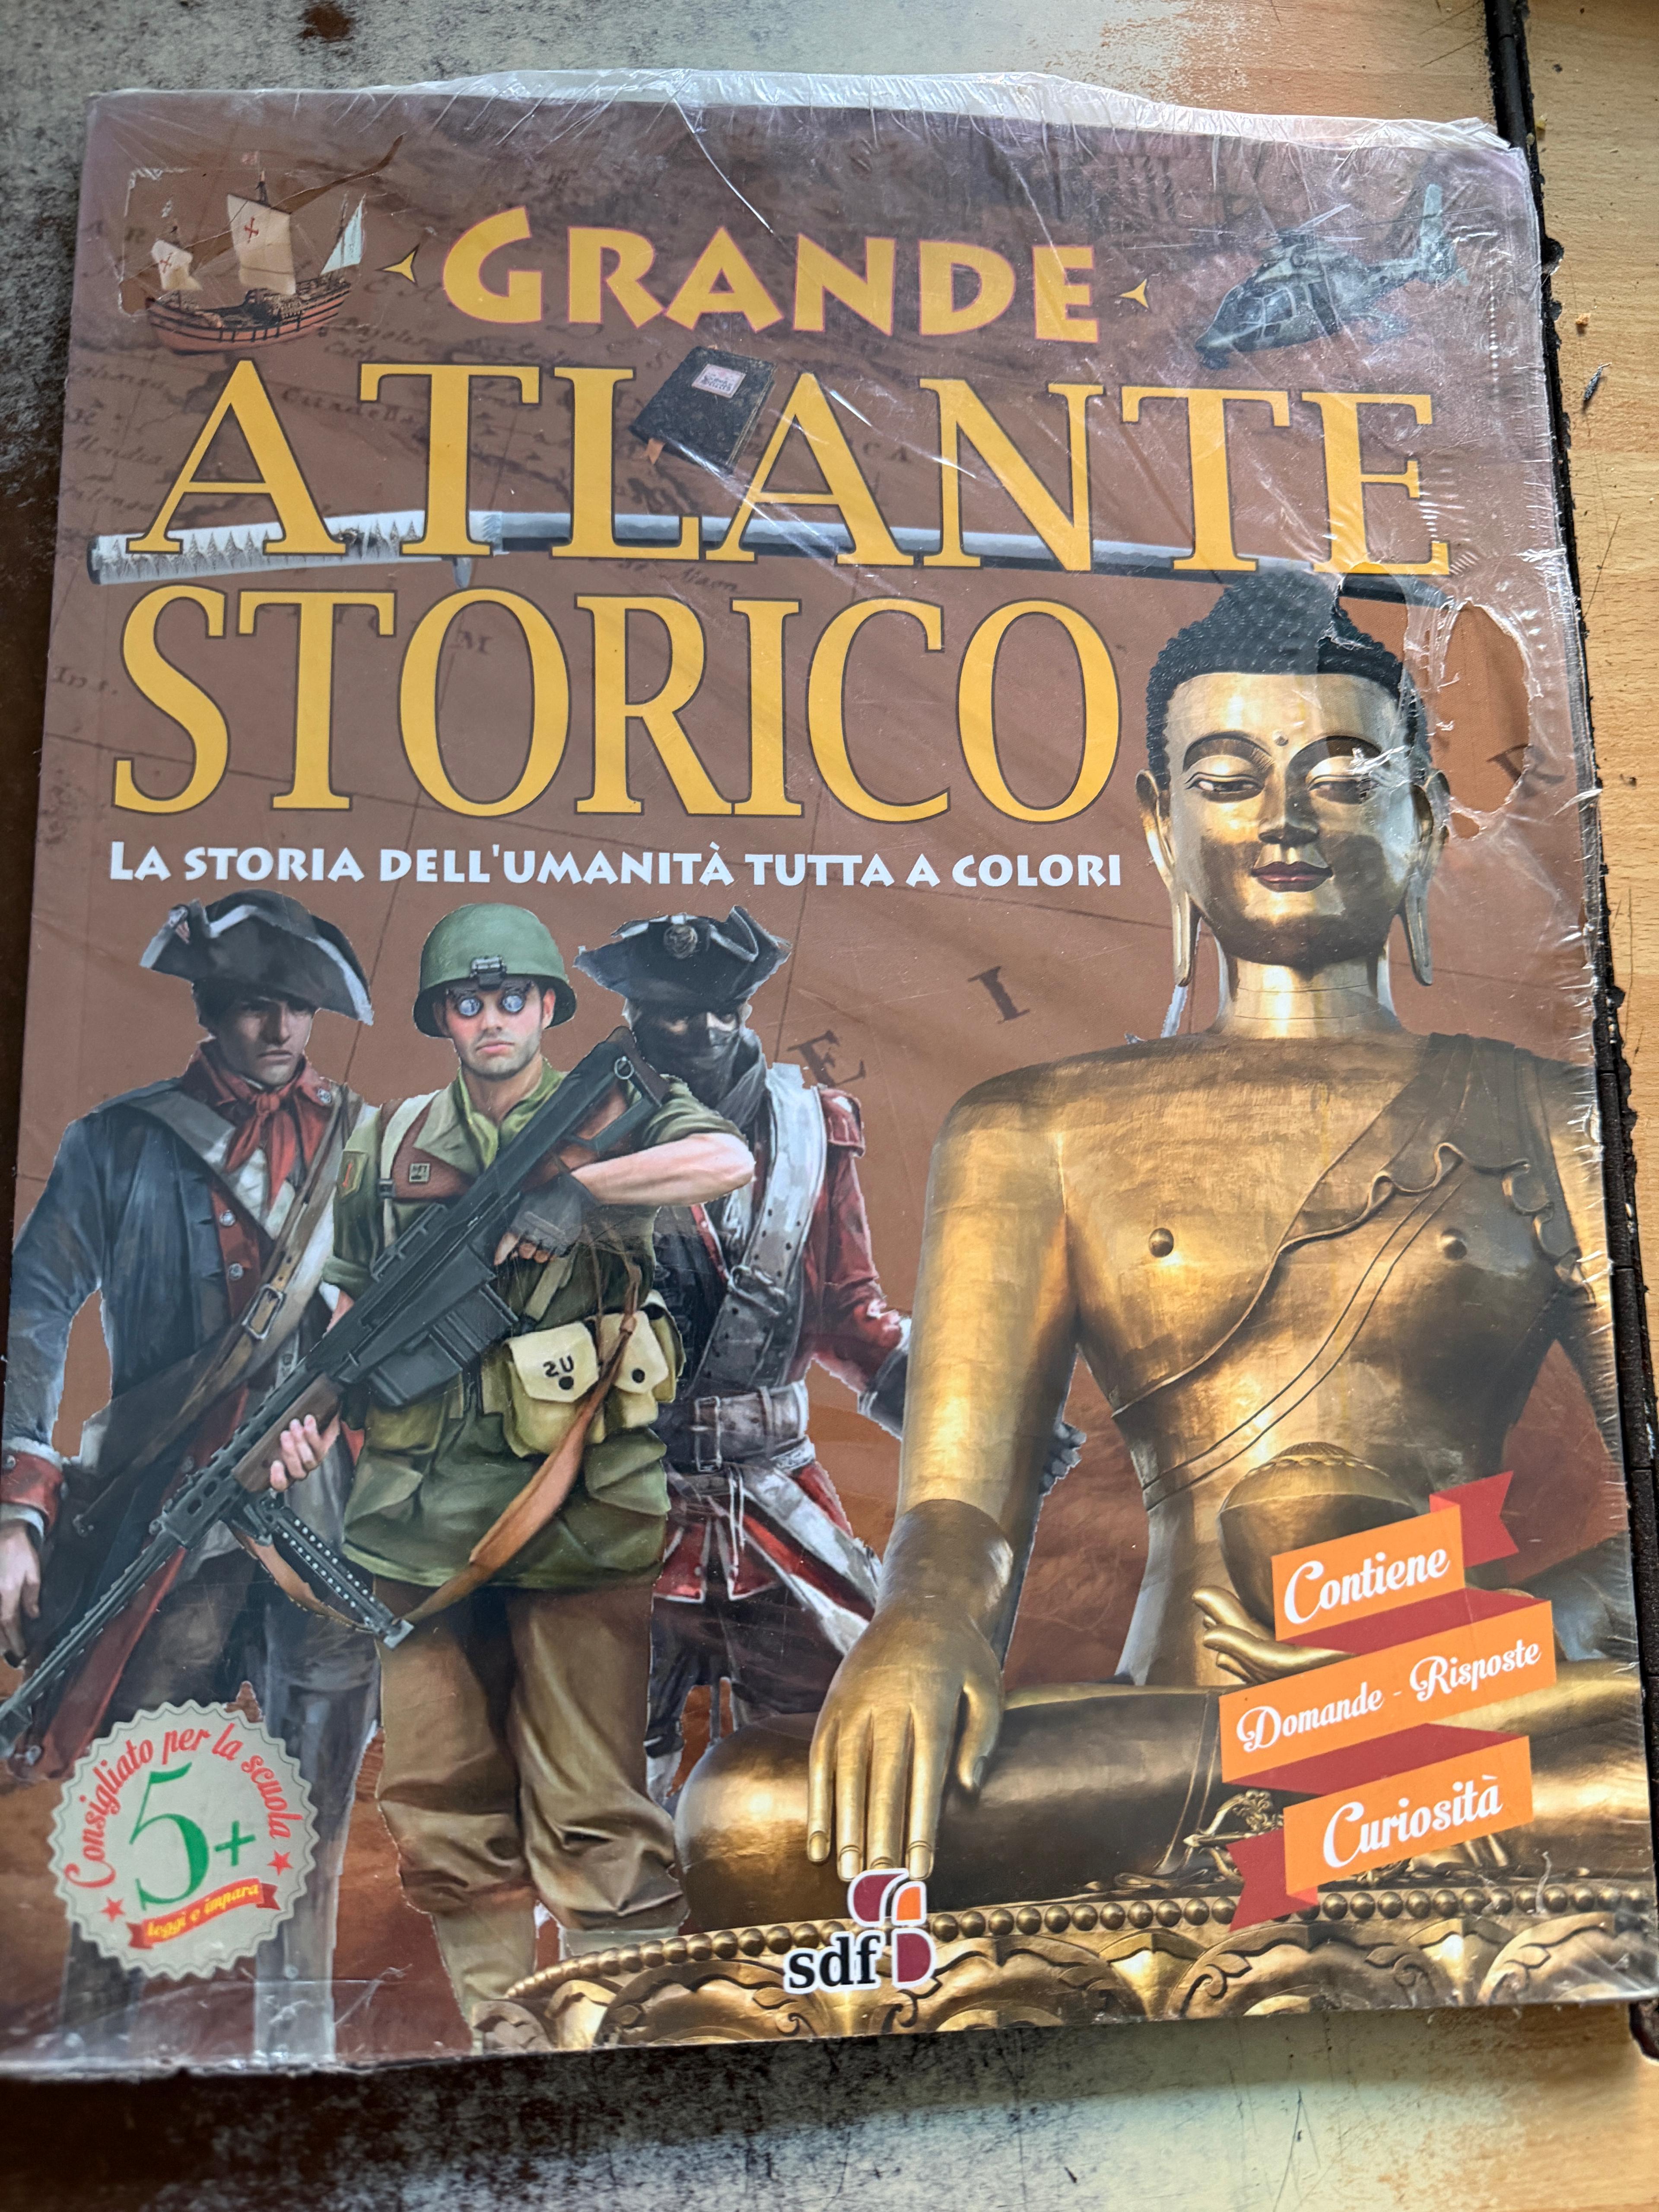 GRANDE
ATLANTE
STORICO
LA STORIA DELL'UMANITÀ TUTTA A COLORI
E I R
SU
Contiene
Domande - Risposte
Curiosità
Consigliato per la scuola
5+
leggi e impara
sdf